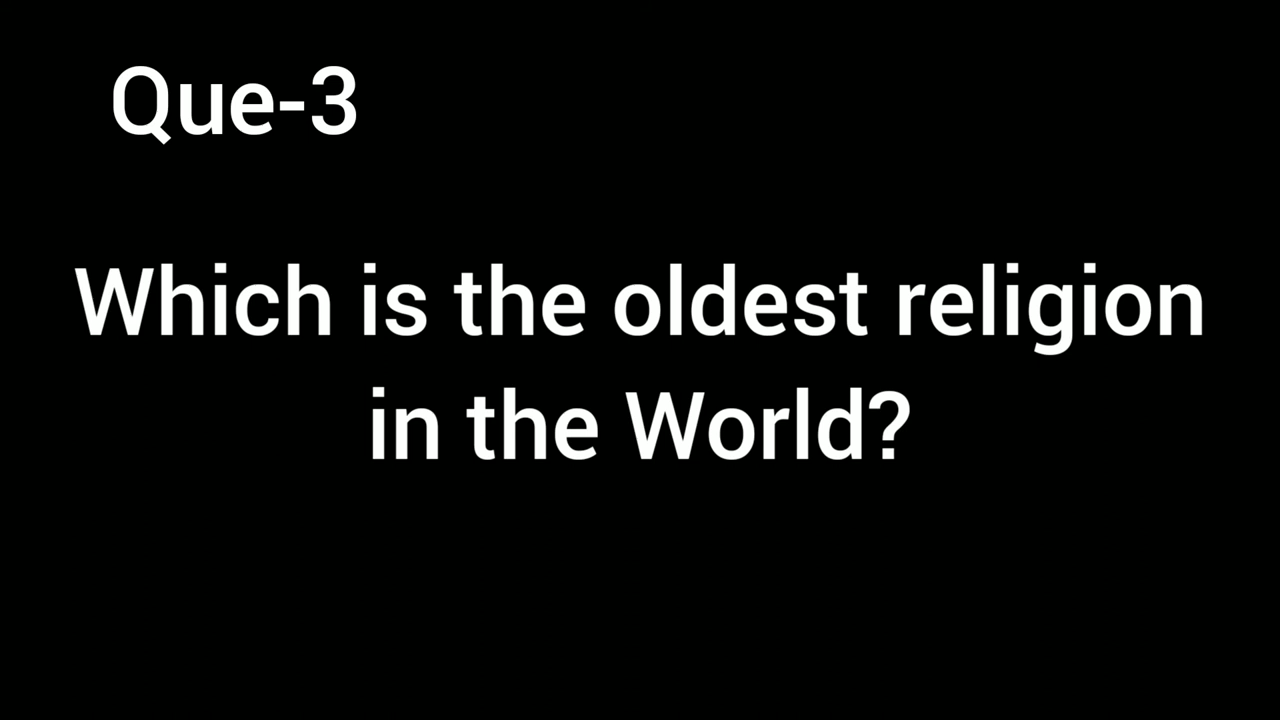 Que-3
Which is the oldest religion
in the World?